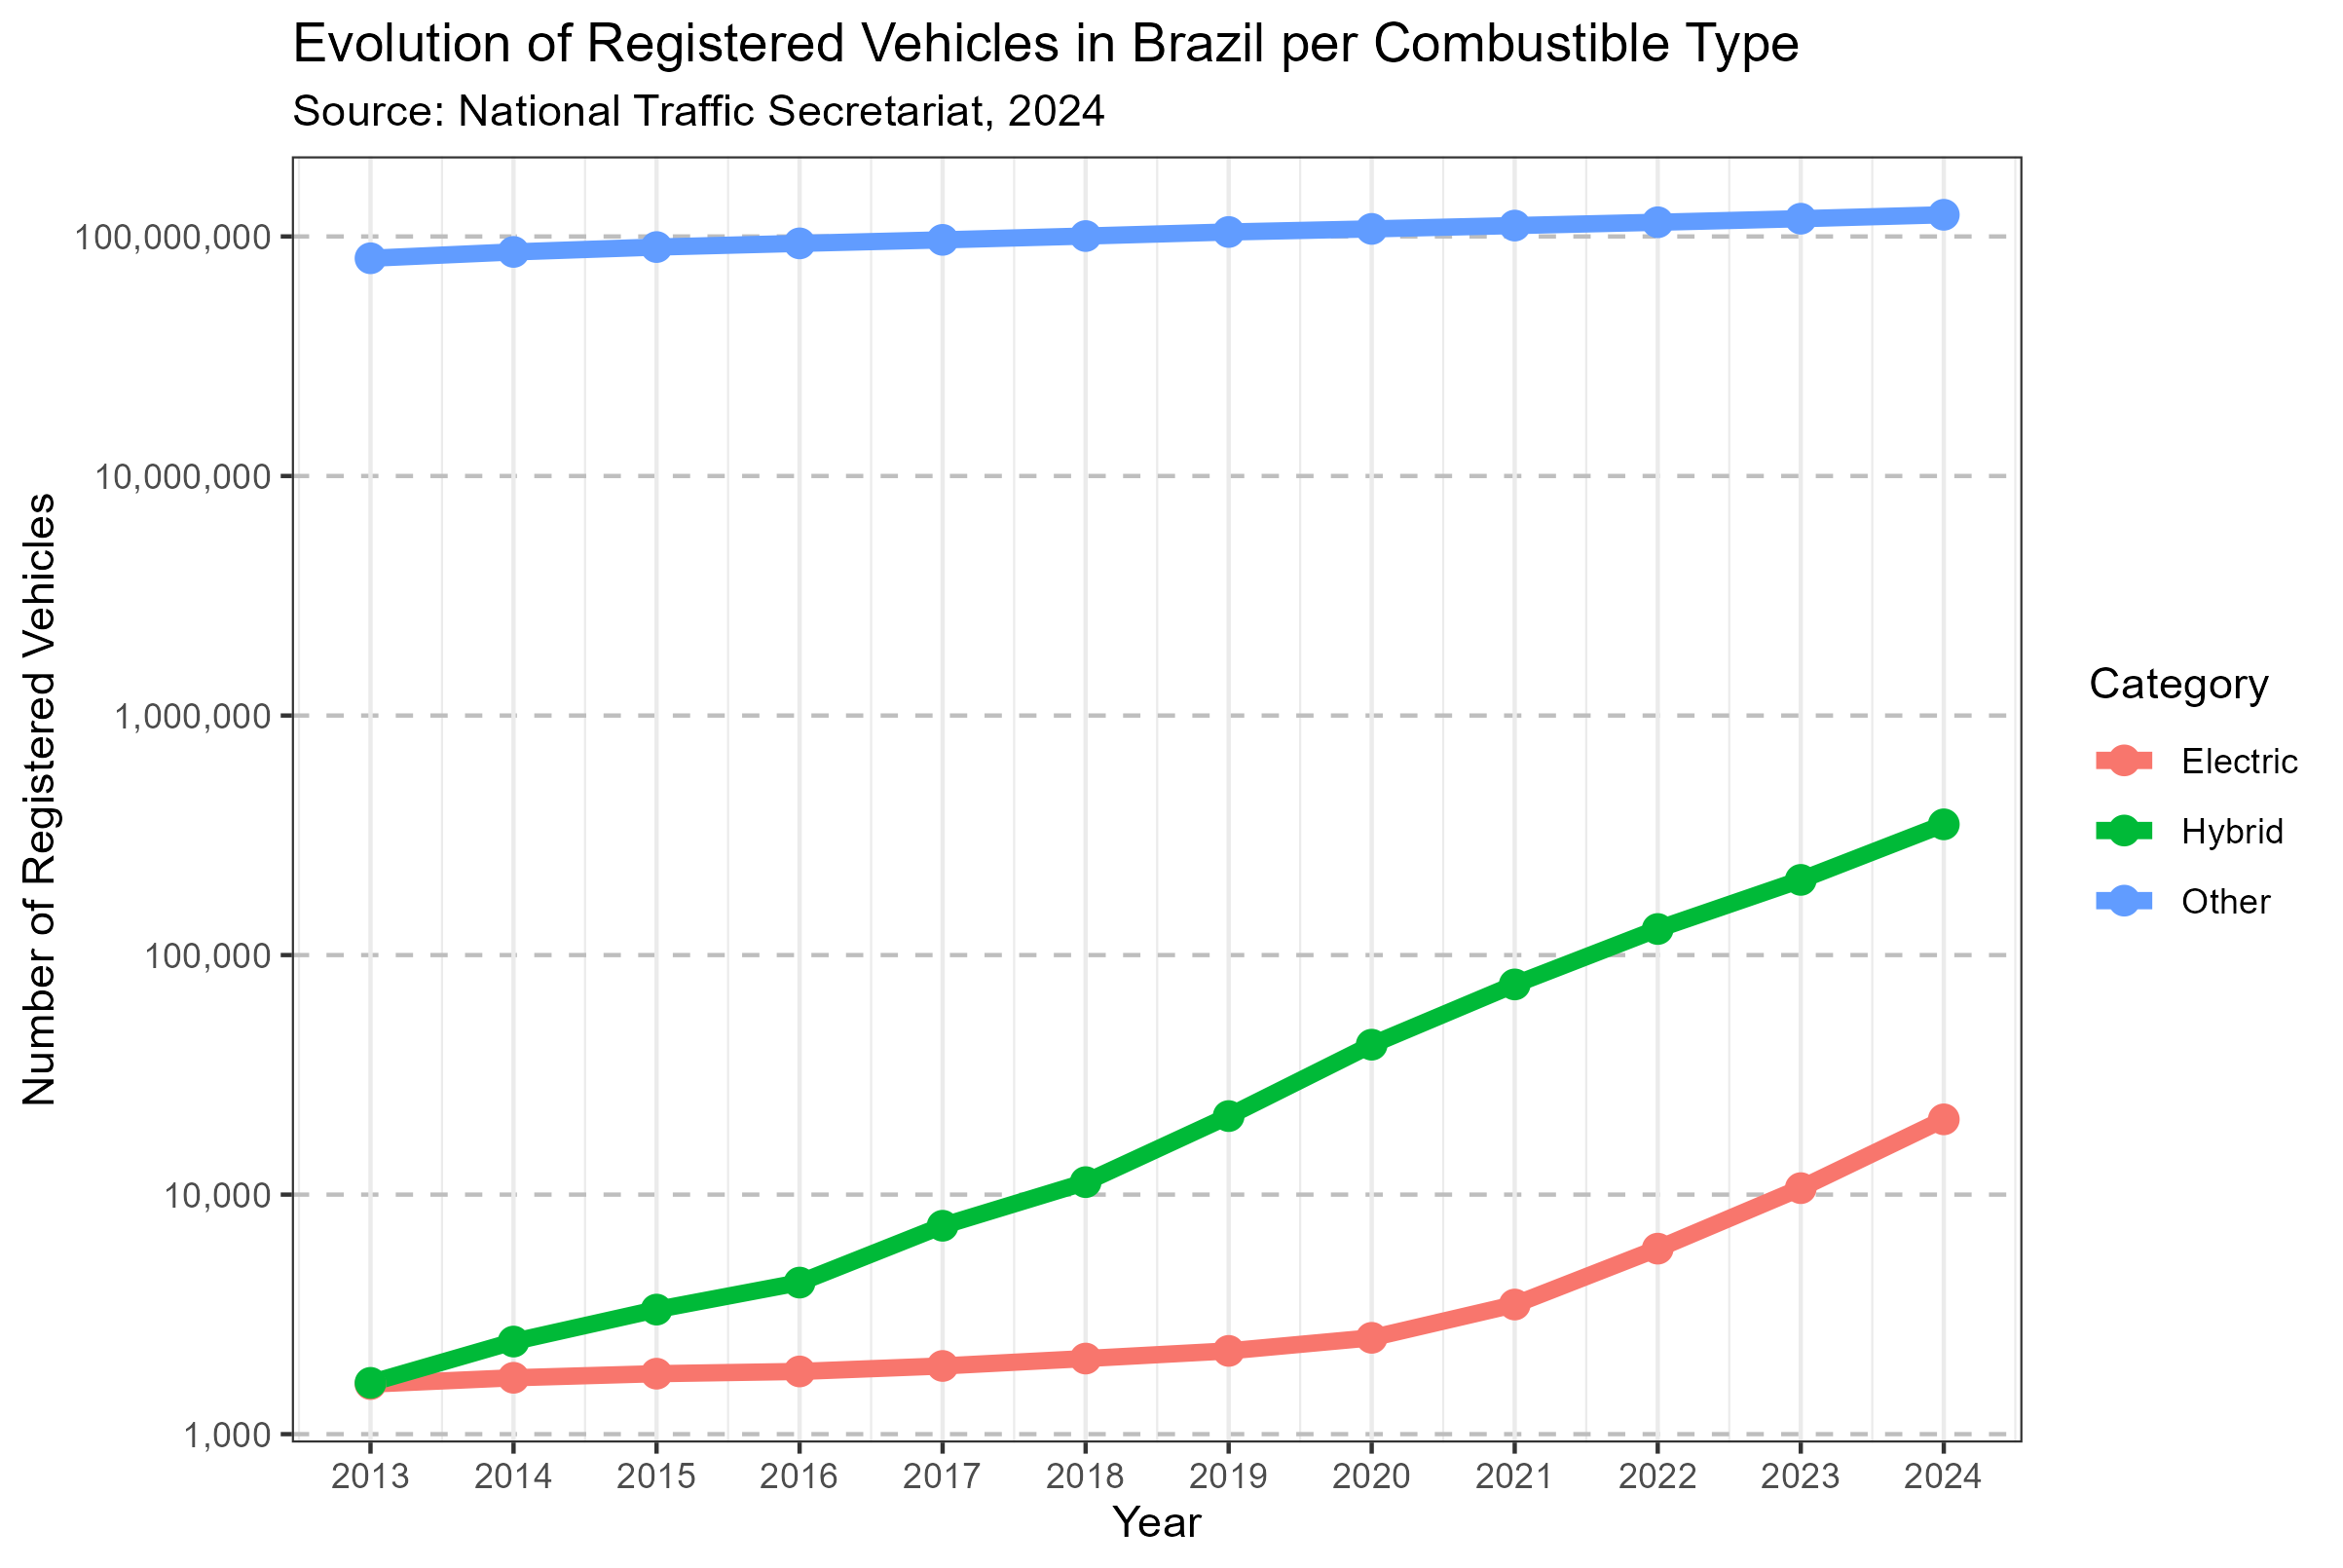 Evolution of Registered Vehicles in Brazil per Combustible Type
Source: National Traffic Secretariat, 2024
Number of Registered Vehicles
100,000,000
10,000,000
1,000,000
100,000
10,000
1,000
2013 2014 2015 2016 2017 2018 2019 2020 2021 2022 2023 2024
Year
Category
Electric
Hybrid
Other